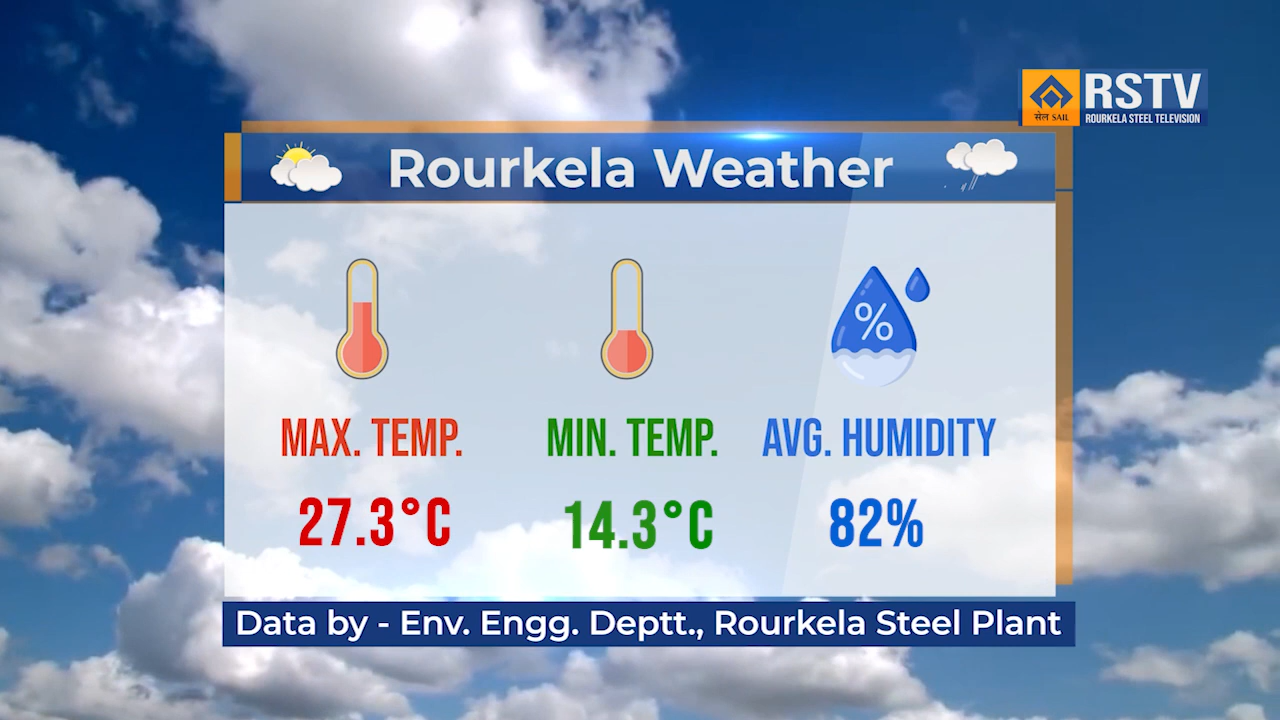 सेल SAIL
RSTV
ROURKELA STEEL TELEVISION
Rourkela Weather
%
MAX. TEMP.
MIN. TEMP.
AVG. HUMIDITY
27.3°C
14.3°C
82%
Data by - Env. Engg. Deptt., Rourkela Steel Plant